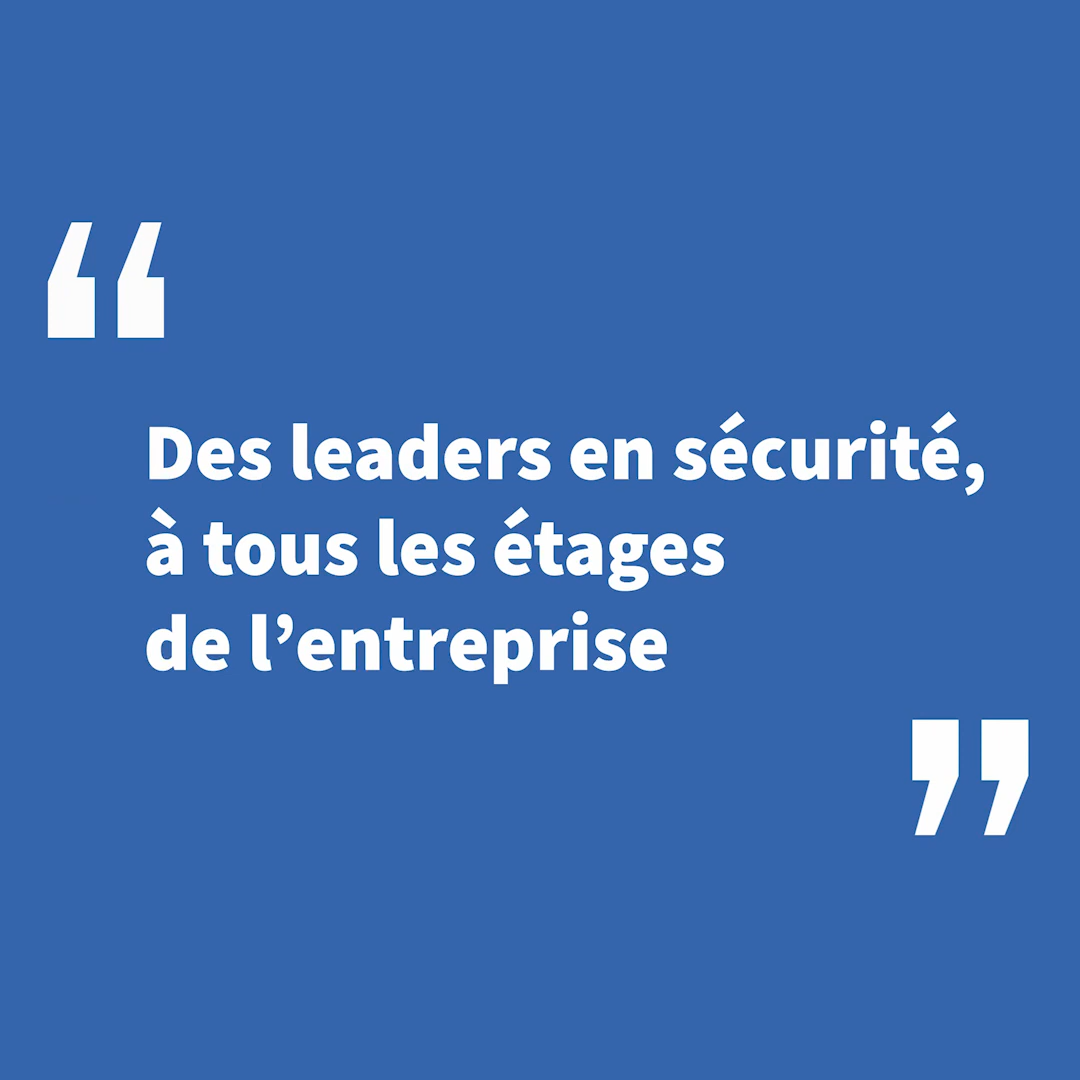 “
Des leaders en sécurité,
à tous les étages
de l’entreprise
”